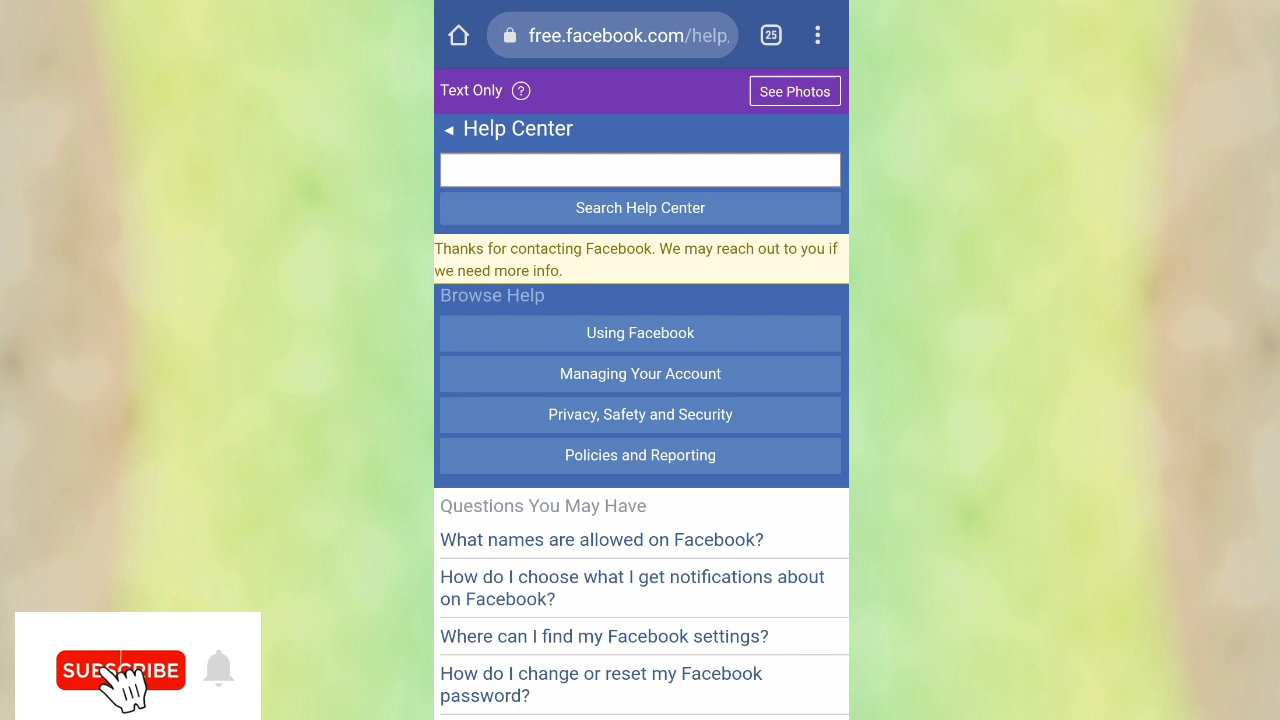 free.facebook.com/help.
25
Text Only ?
See Photos
◄ Help Center
Search Help Center
Thanks for contacting Facebook. We may reach out to you if
we need more info.
Browse Help
Using Facebook
Managing Your Account
Privacy, Safety and Security
Policies and Reporting
Questions You May Have
What names are allowed on Facebook?
How do I choose what I get notifications about
on Facebook?
Where can I find my Facebook settings?
How do I change or reset my Facebook
password?
SUBSCRIBE